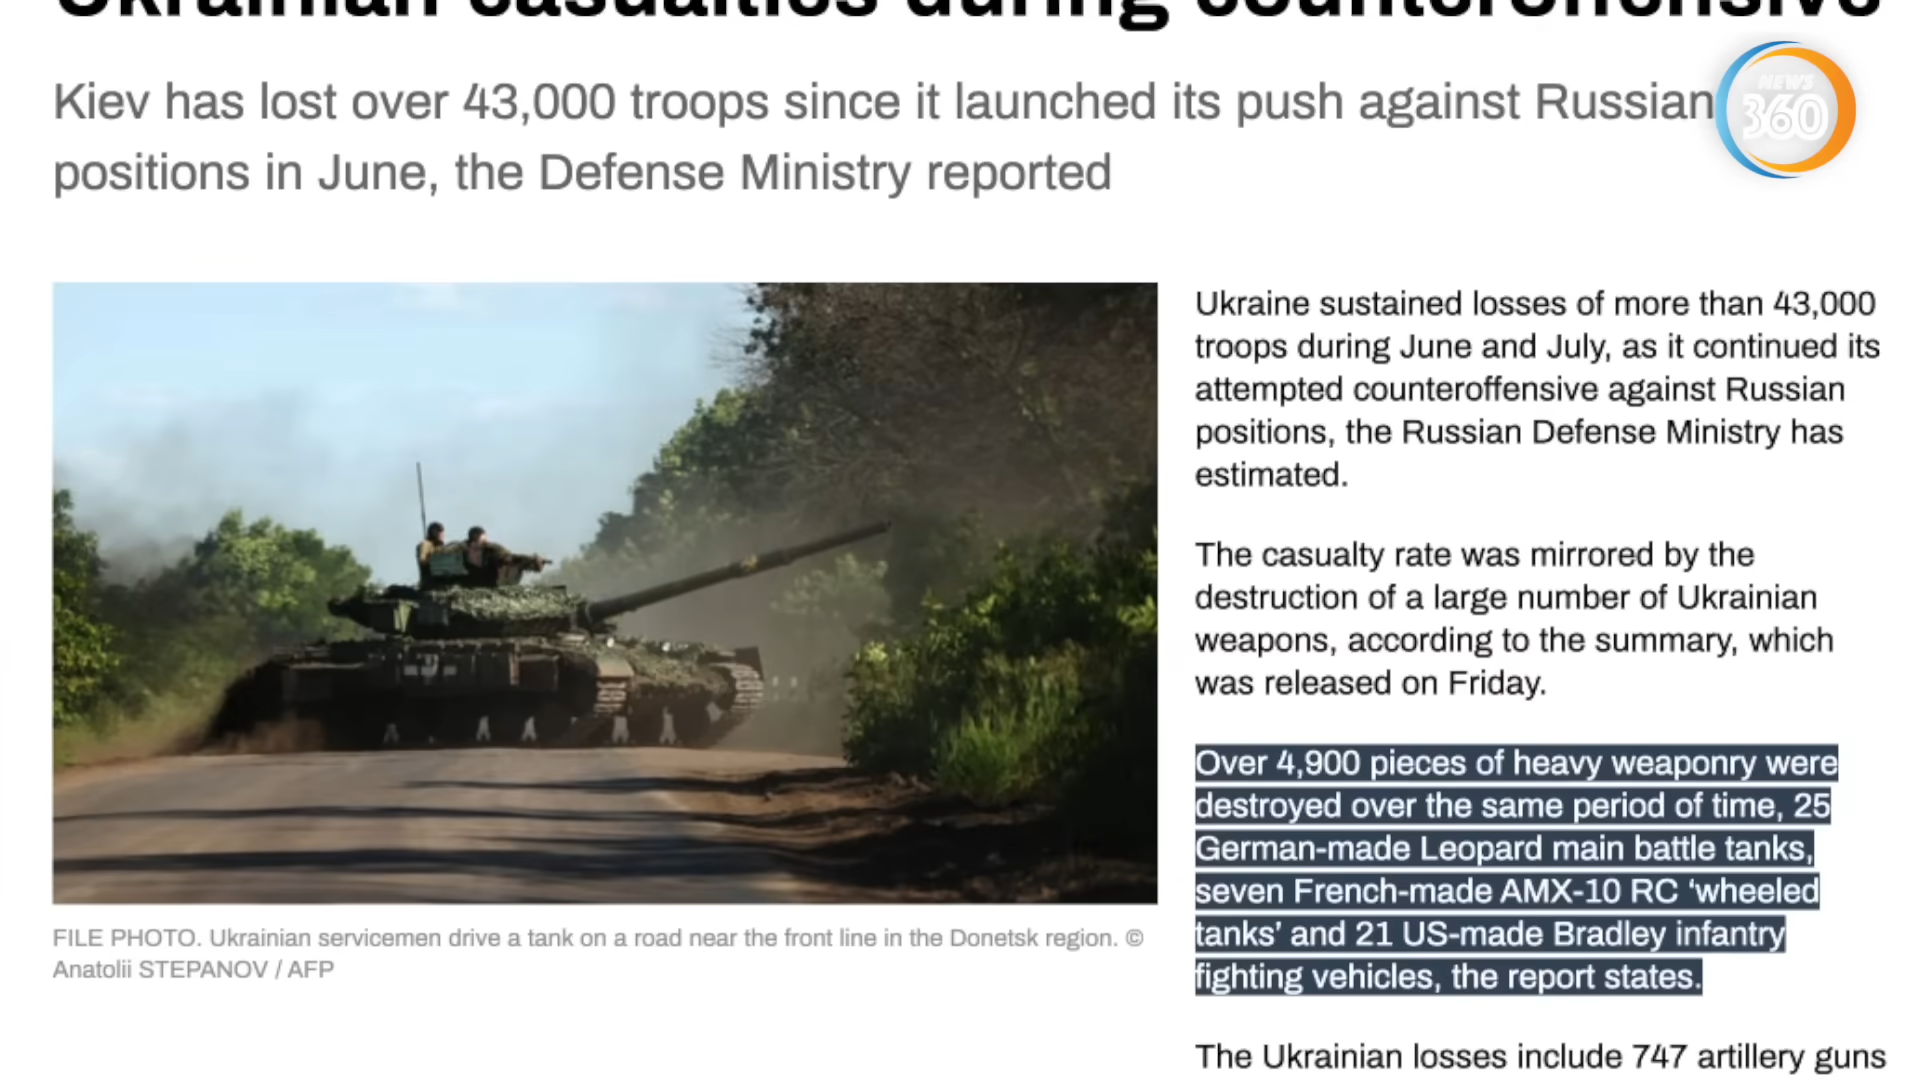 Ukrainian casualties during counteroffensive
Kiev has lost over 43,000 troops since it launched its push against Russian
positions in June, the Defense Ministry reported
NEWS
360
Ukraine sustained losses of more than 43,000
troops during June and July, as it continued its
attempted counteroffensive against Russian
positions, the Russian Defense Ministry has
estimated.
The casualty rate was mirrored by the
destruction of a large number of Ukrainian
weapons, according to the summary, which
was released on Friday.
Over 4,900 pieces of heavy weaponry were
destroyed over the same period of time, 25
German-made Leopard main battle tanks,
seven French-made AMX-10 RC ‘wheeled
tanks’ and 21 US-made Bradley infantry
fighting vehicles, the report states.
The Ukrainian losses include 747 artillery guns
FILE PHOTO. Ukrainian servicemen drive a tank on a road near the front line in the Donetsk region. ©
Anatolii STEPANOV / AFP